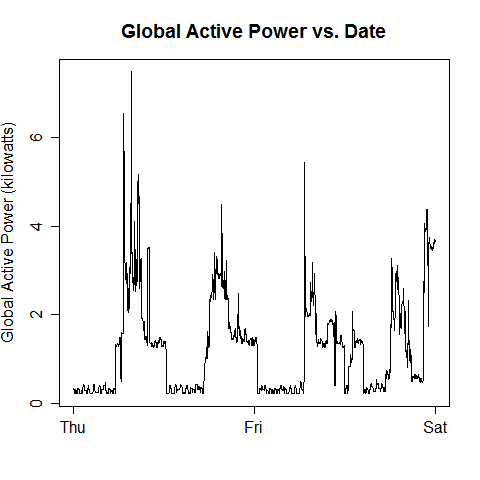 Global Active Power vs. Date
Global Active Power (kilowatts)
6
4
2
0
Thu Fri Sat